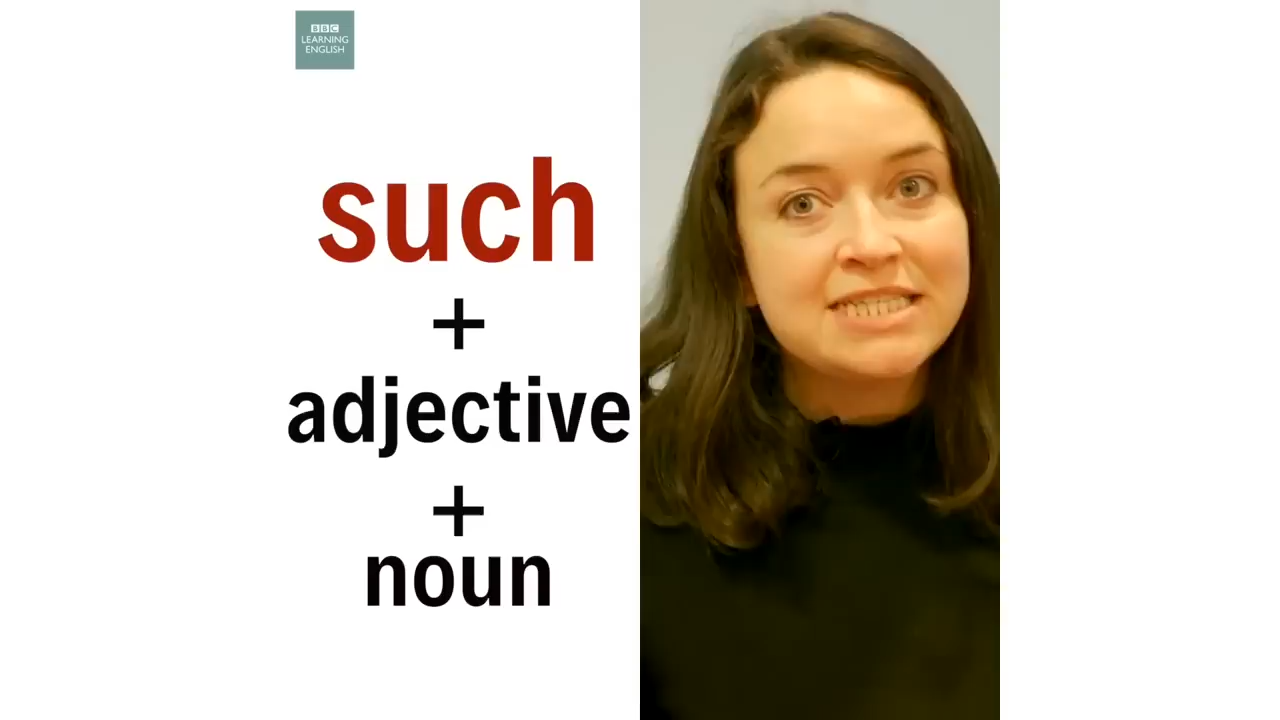 BBC
LEARNING
ENGLISH
such
+
adjective
+
noun